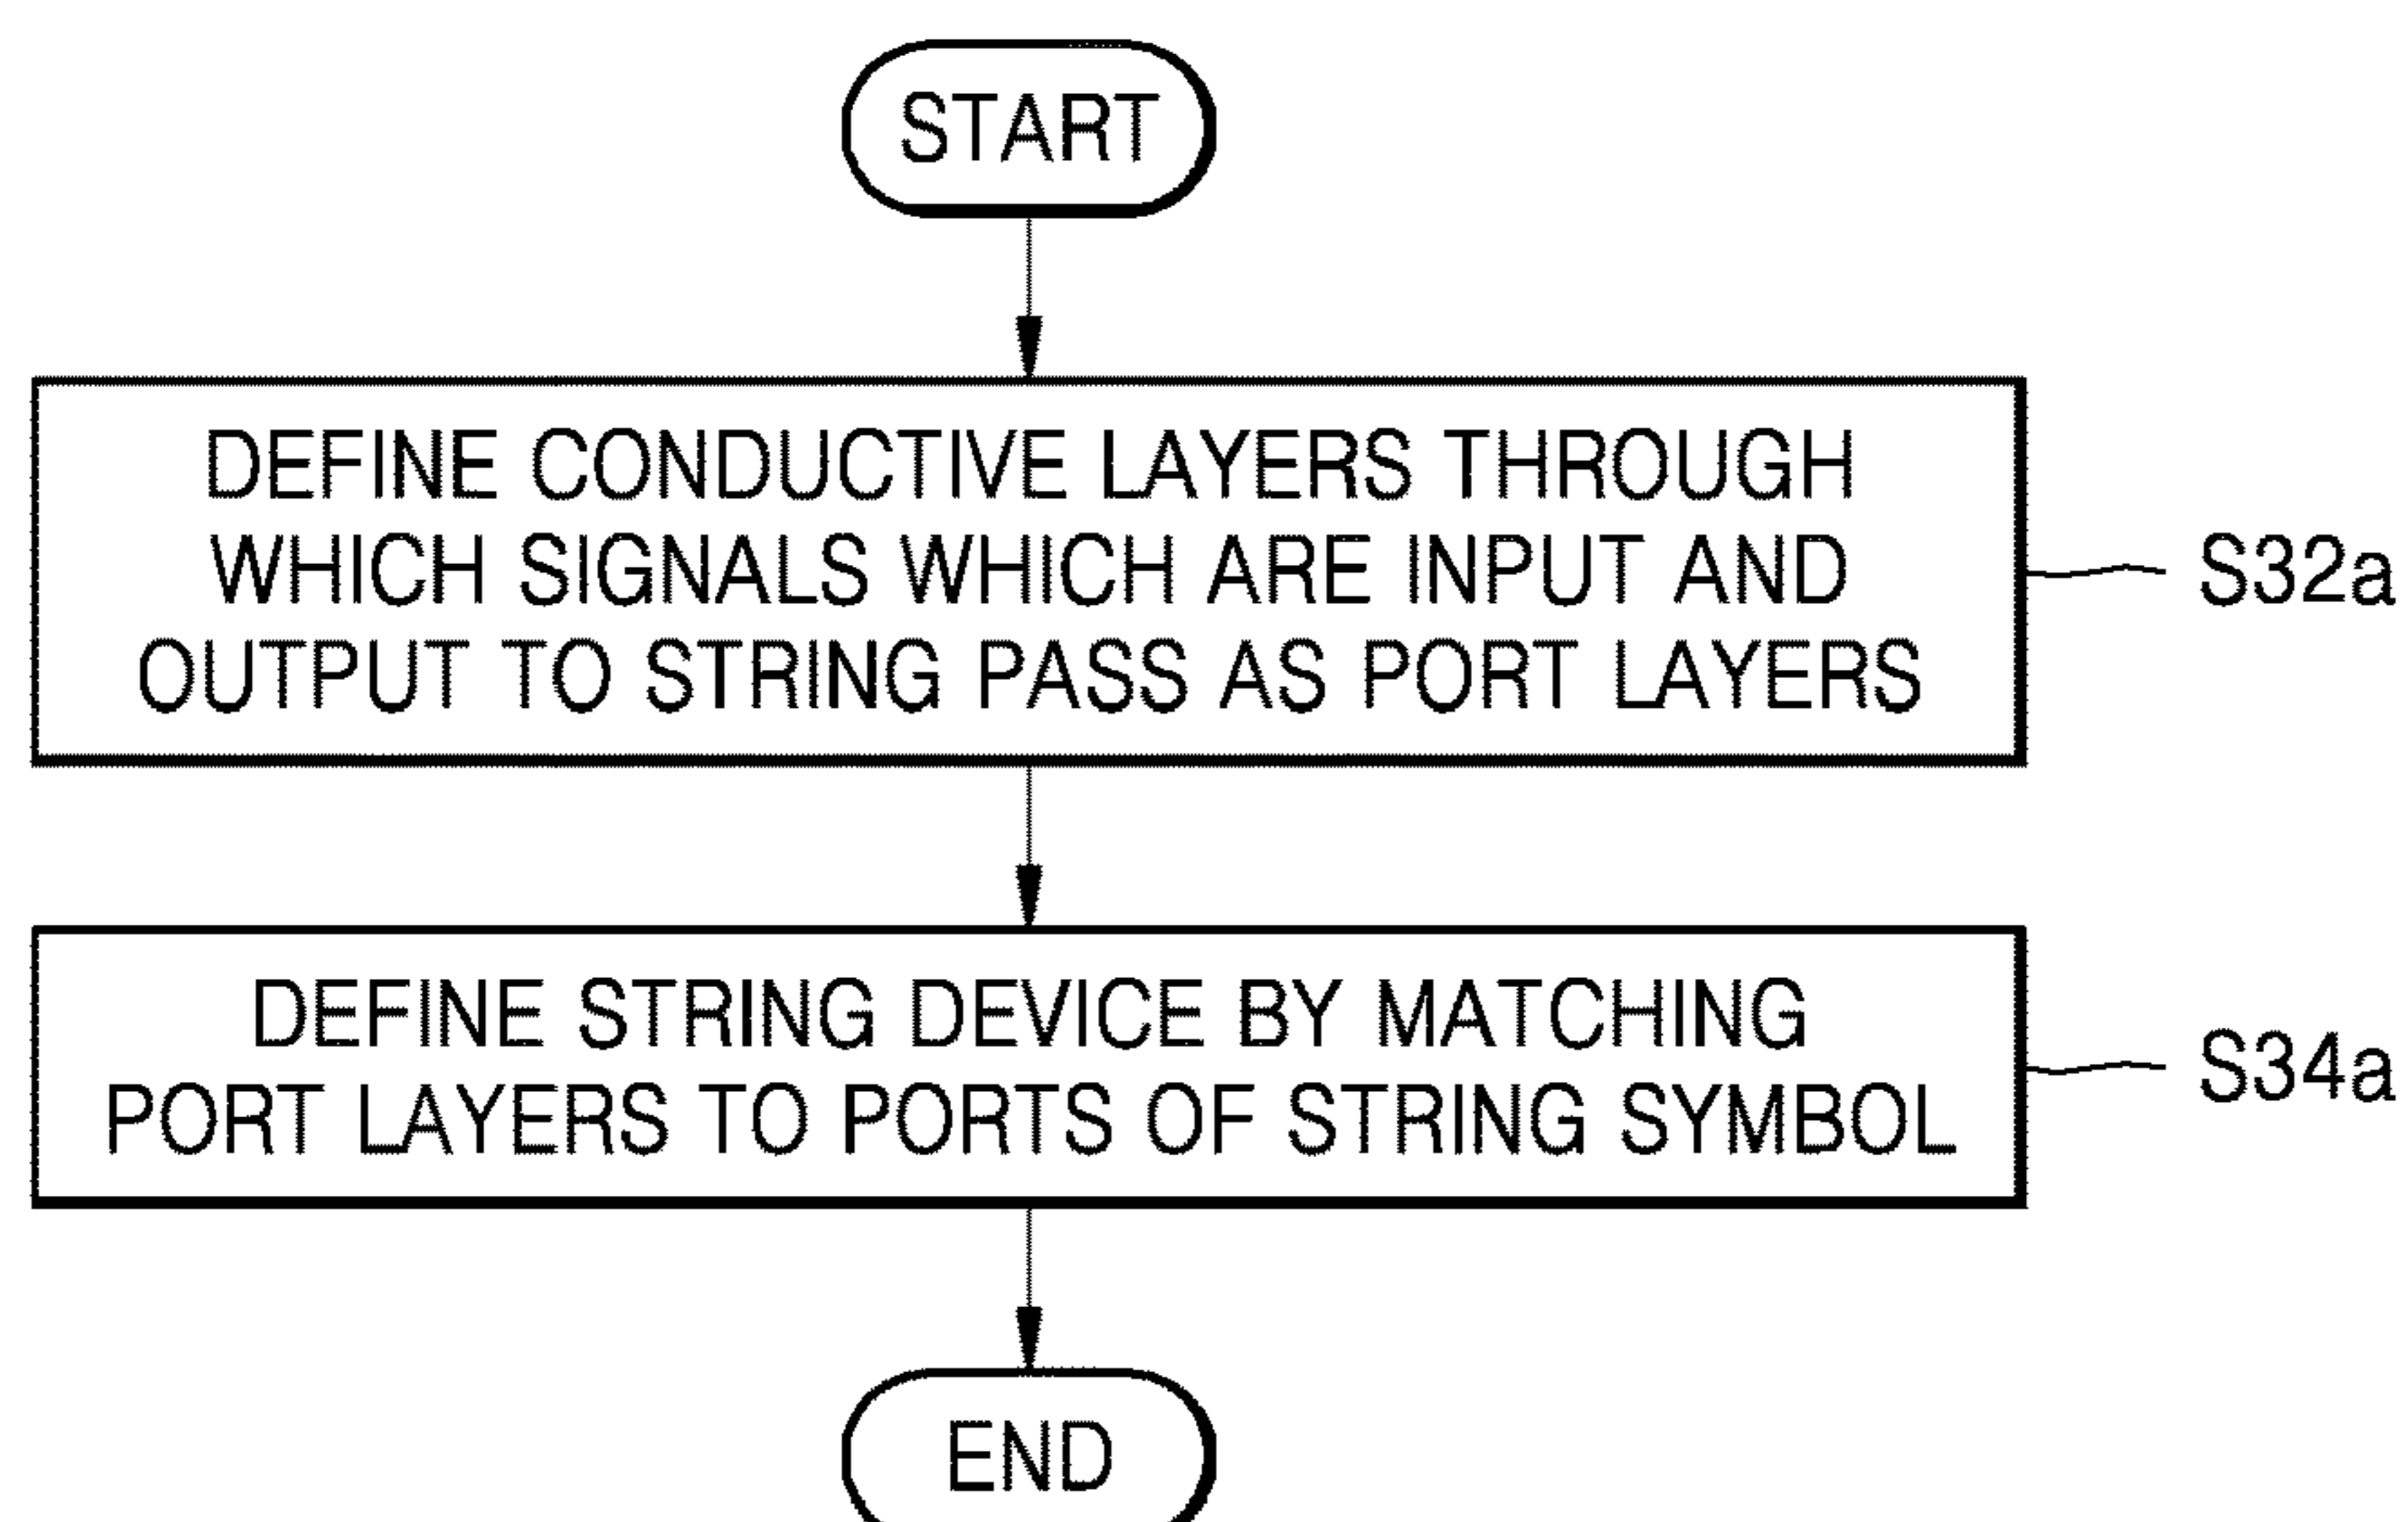 START
DEFINE CONDUCTIVE LAYERS THROUGH
WHICH SIGNALS WHICH ARE INPUT AND
OUTPUT TO STRING PASS AS PORT LAYERS
S32a
DEFINE STRING DEVICE BY MATCHING
PORT LAYERS TO PORTS OF STRING SYMBOL
S34a
END